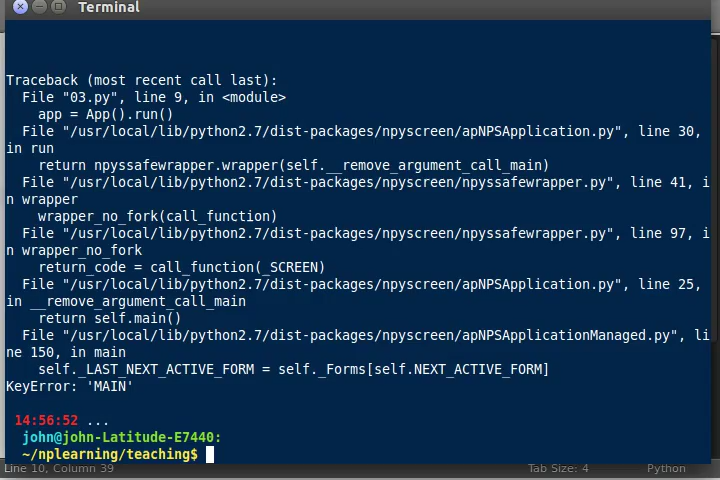 Terminal
Traceback (most recent call last):
File "03.py", line 9, in <module>
app = App().run()
File "/usr/local/lib/python2.7/dist-packages/npyscreen/apNPSApplication.py", line 30,
in run
return npyssafewrapper.wrapper(self.__remove_argument_call_main)
File "/usr/local/lib/python2.7/dist-packages/npyscreen/npyssafewrapper.py", line 41, i
n wrapper
wrapper_no_fork(call_function)
File "/usr/local/lib/python2.7/dist-packages/npyscreen/npyssafewrapper.py", line 97, i
n wrapper_no_fork
return_code = call_function(_SCREEN)
File "/usr/local/lib/python2.7/dist-packages/npyscreen/apNPSApplication.py", line 25,
in __remove_argument_call_main
return self.main()
File "/usr/local/lib/python2.7/dist-packages/npyscreen/apNPSApplicationManaged.py", li
ne 150, in main
self._LAST_NEXT_ACTIVE_FORM = self._Forms[self.NEXT_ACTIVE_FORM]
KeyError: 'MAIN'
14:56:52 ...
john@john-Latitude-E7440:
~/nplearning/teaching$
Line 10, Column 39 Tab Size: 4 Python